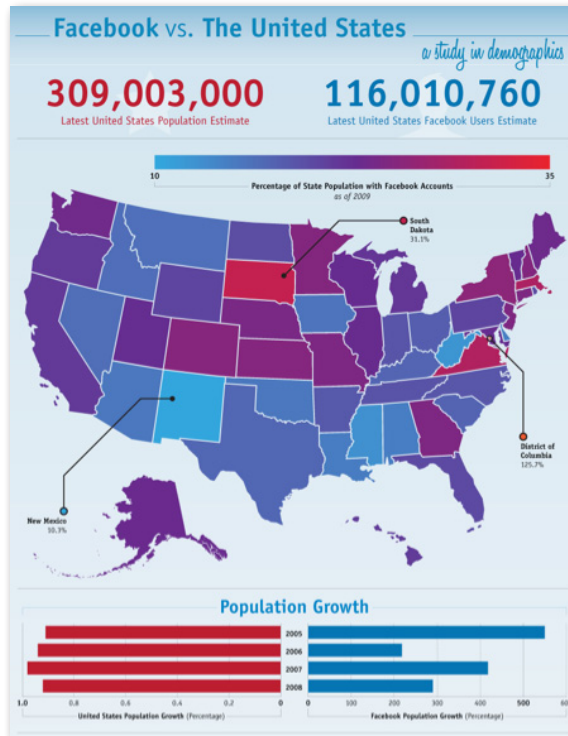 Facebook vs. The United States
a study in demographics
309,003,000
Latest United States Population Estimate
116,010,760
Latest United States Facebook Users Estimate
10
35
Percentage of State Population with Facebook Accounts
as of 2009
South
Dakota
31.1%
District of
Columbia
125.7%
New Mexico
10.3%
Population Growth
2005
2006
2007
2008
1.0 0.8 0.6 0.4 0.2 0
United States Population Growth (Percentage)
0 100 200 300 400 500 600
Facebook Population Growth (Percentage)